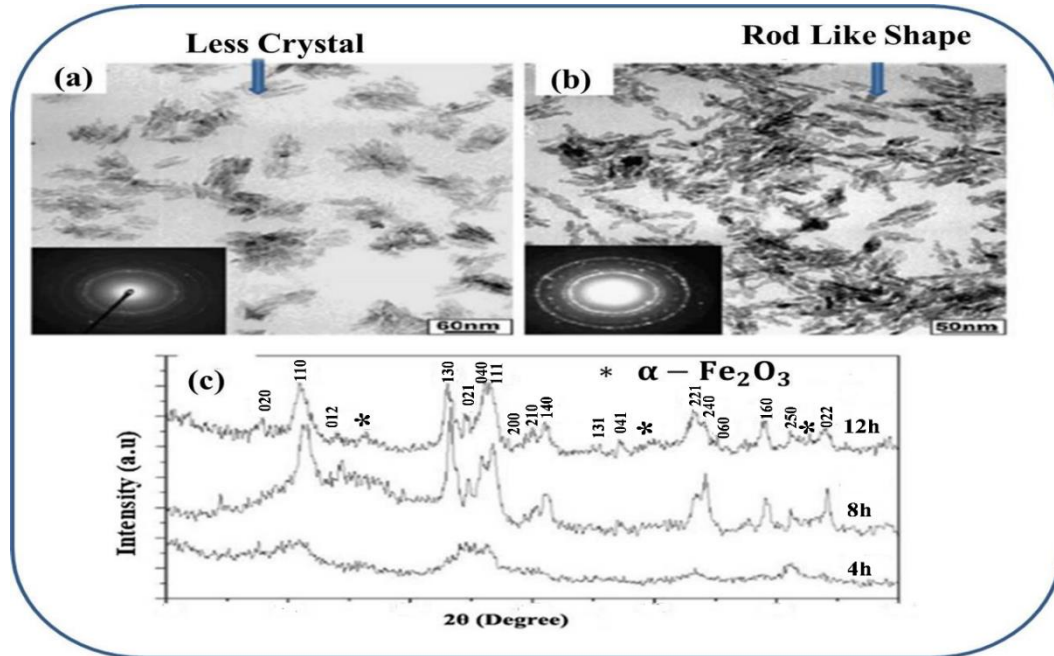 Less Crystal
Rod Like Shape
(a)
(b)
60nm
50nm
(c)
* α − Fe₂O₃
020
110
012
*
130
021
040
111
200
210
140
131
041
*
221
240
060
160
250
*
022
12h
8h
4h
Intensity (a.u)
2θ (Degree)